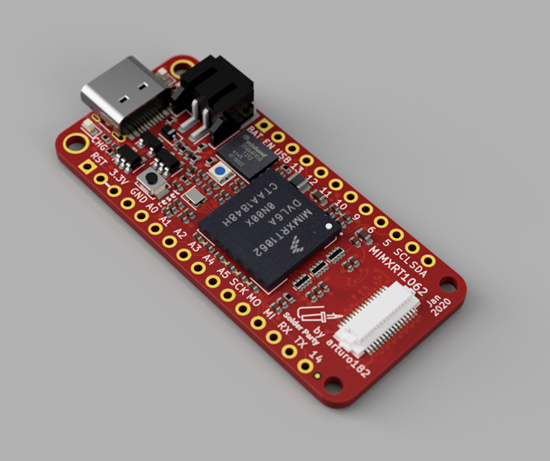 CHG
BAT EN USB 13 12 11 10 9 6 5 SCL SDA
RST 3.3V GND A0 A1 A2 A3 A4 A5 SCK MO MI RX TX 14
reset
MIMXRT1062
DVL6A
0N00X
CTAA1848H
MIMXRT1062
Jan
2020
Solder Party
by arturo182